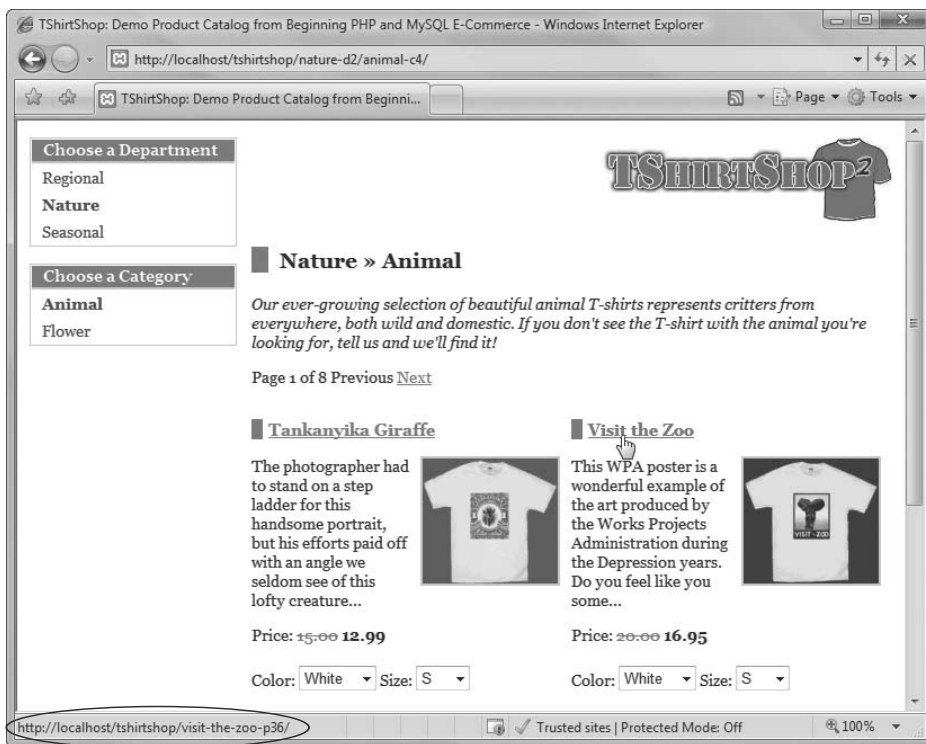 TShirtShop: Demo Product Catalog from Beginning PHP and MySQL E-Commerce - Windows Internet Explorer
http://localhost/tshirtshop/nature-d2/animal-c4/
TShirtShop: Demo Product Catalog from Beginni...
Page
Tools
Choose a Department
Regional
Nature
Seasonal
Choose a Category
Animal
Flower
TShirtShop²
Nature » Animal
Our ever-growing selection of beautiful animal T-shirts represents critters from
everywhere, both wild and domestic. If you don't see the T-shirt with the animal you're
looking for, tell us and we'll find it!
Page 1 of 8 Previous Next
Tankanyika Giraffe
The photographer had
to stand on a step
ladder for this
handsome portrait,
but his efforts paid off
with an angle we
seldom see of this
lofty creature...
Price: 15.00 12.99
Color: White Size: S
Visit the Zoo
This WPA poster is a
wonderful example of
the art produced by
the Works Projects
Administration during
the Depression years.
Do you feel like you
some...
VISIT THE ZOO
Price: 20.00 16.95
Color: White Size: S
http://localhost/tshirtshop/visit-the-zoo-p36/
Trusted sites | Protected Mode: Off
100%